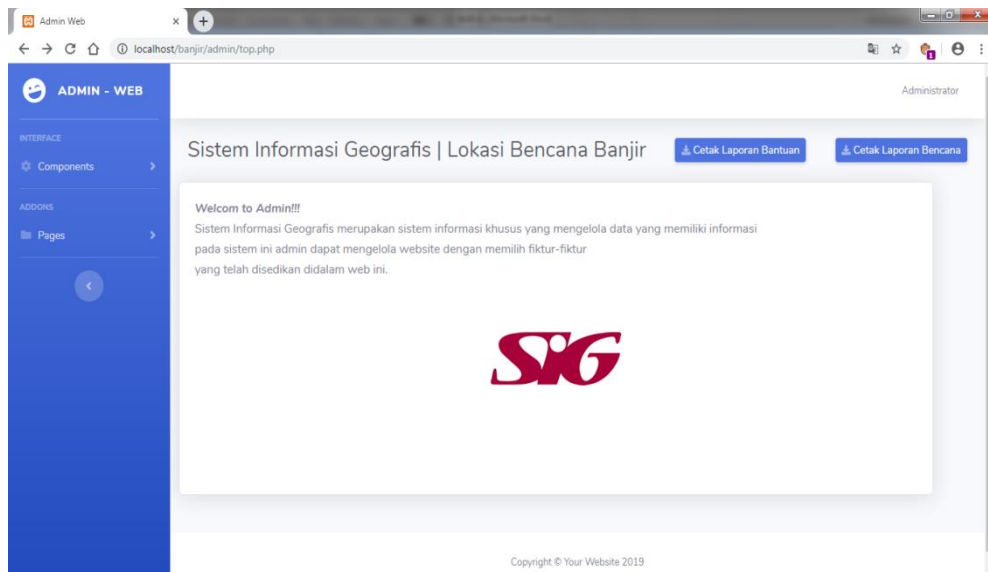 Admin Web
localhost/banjir/admin/top.php
1
ADMIN - WEB
Administrator
INTERFACE
Components
ADDONS
Pages
Sistem Informasi Geografis | Lokasi Bencana Banjir
Cetak Laporan Bantuan
Cetak Laporan Bencana
Welcom to Admin!!!
Sistem Informasi Geografis merupakan sistem informasi khusus yang mengelola data yang memiliki informasi
pada sistem ini admin dapat mengelola website dengan memilih fiktur-fiktur
yang telah disedikan didalam web ini.
SiG
Copyright © Your Website 2019